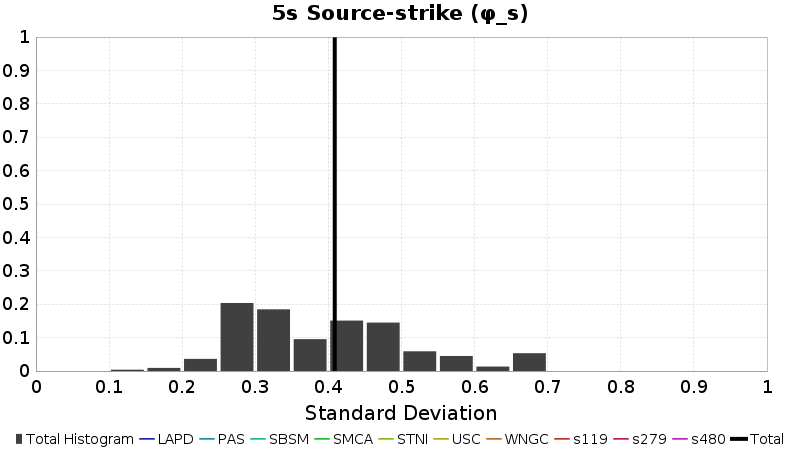 5s Source-strike (φ_s)
1
0.9
0.8
0.7
0.6
0.5
0.4
0.3
0.2
0.1
0
0 0.1 0.2 0.3 0.4 0.5 0.6 0.7 0.8 0.9 1
Standard Deviation
Total Histogram LAPD PAS SBSM SMCA STNI USC WNGC s119 s279 s480 Total